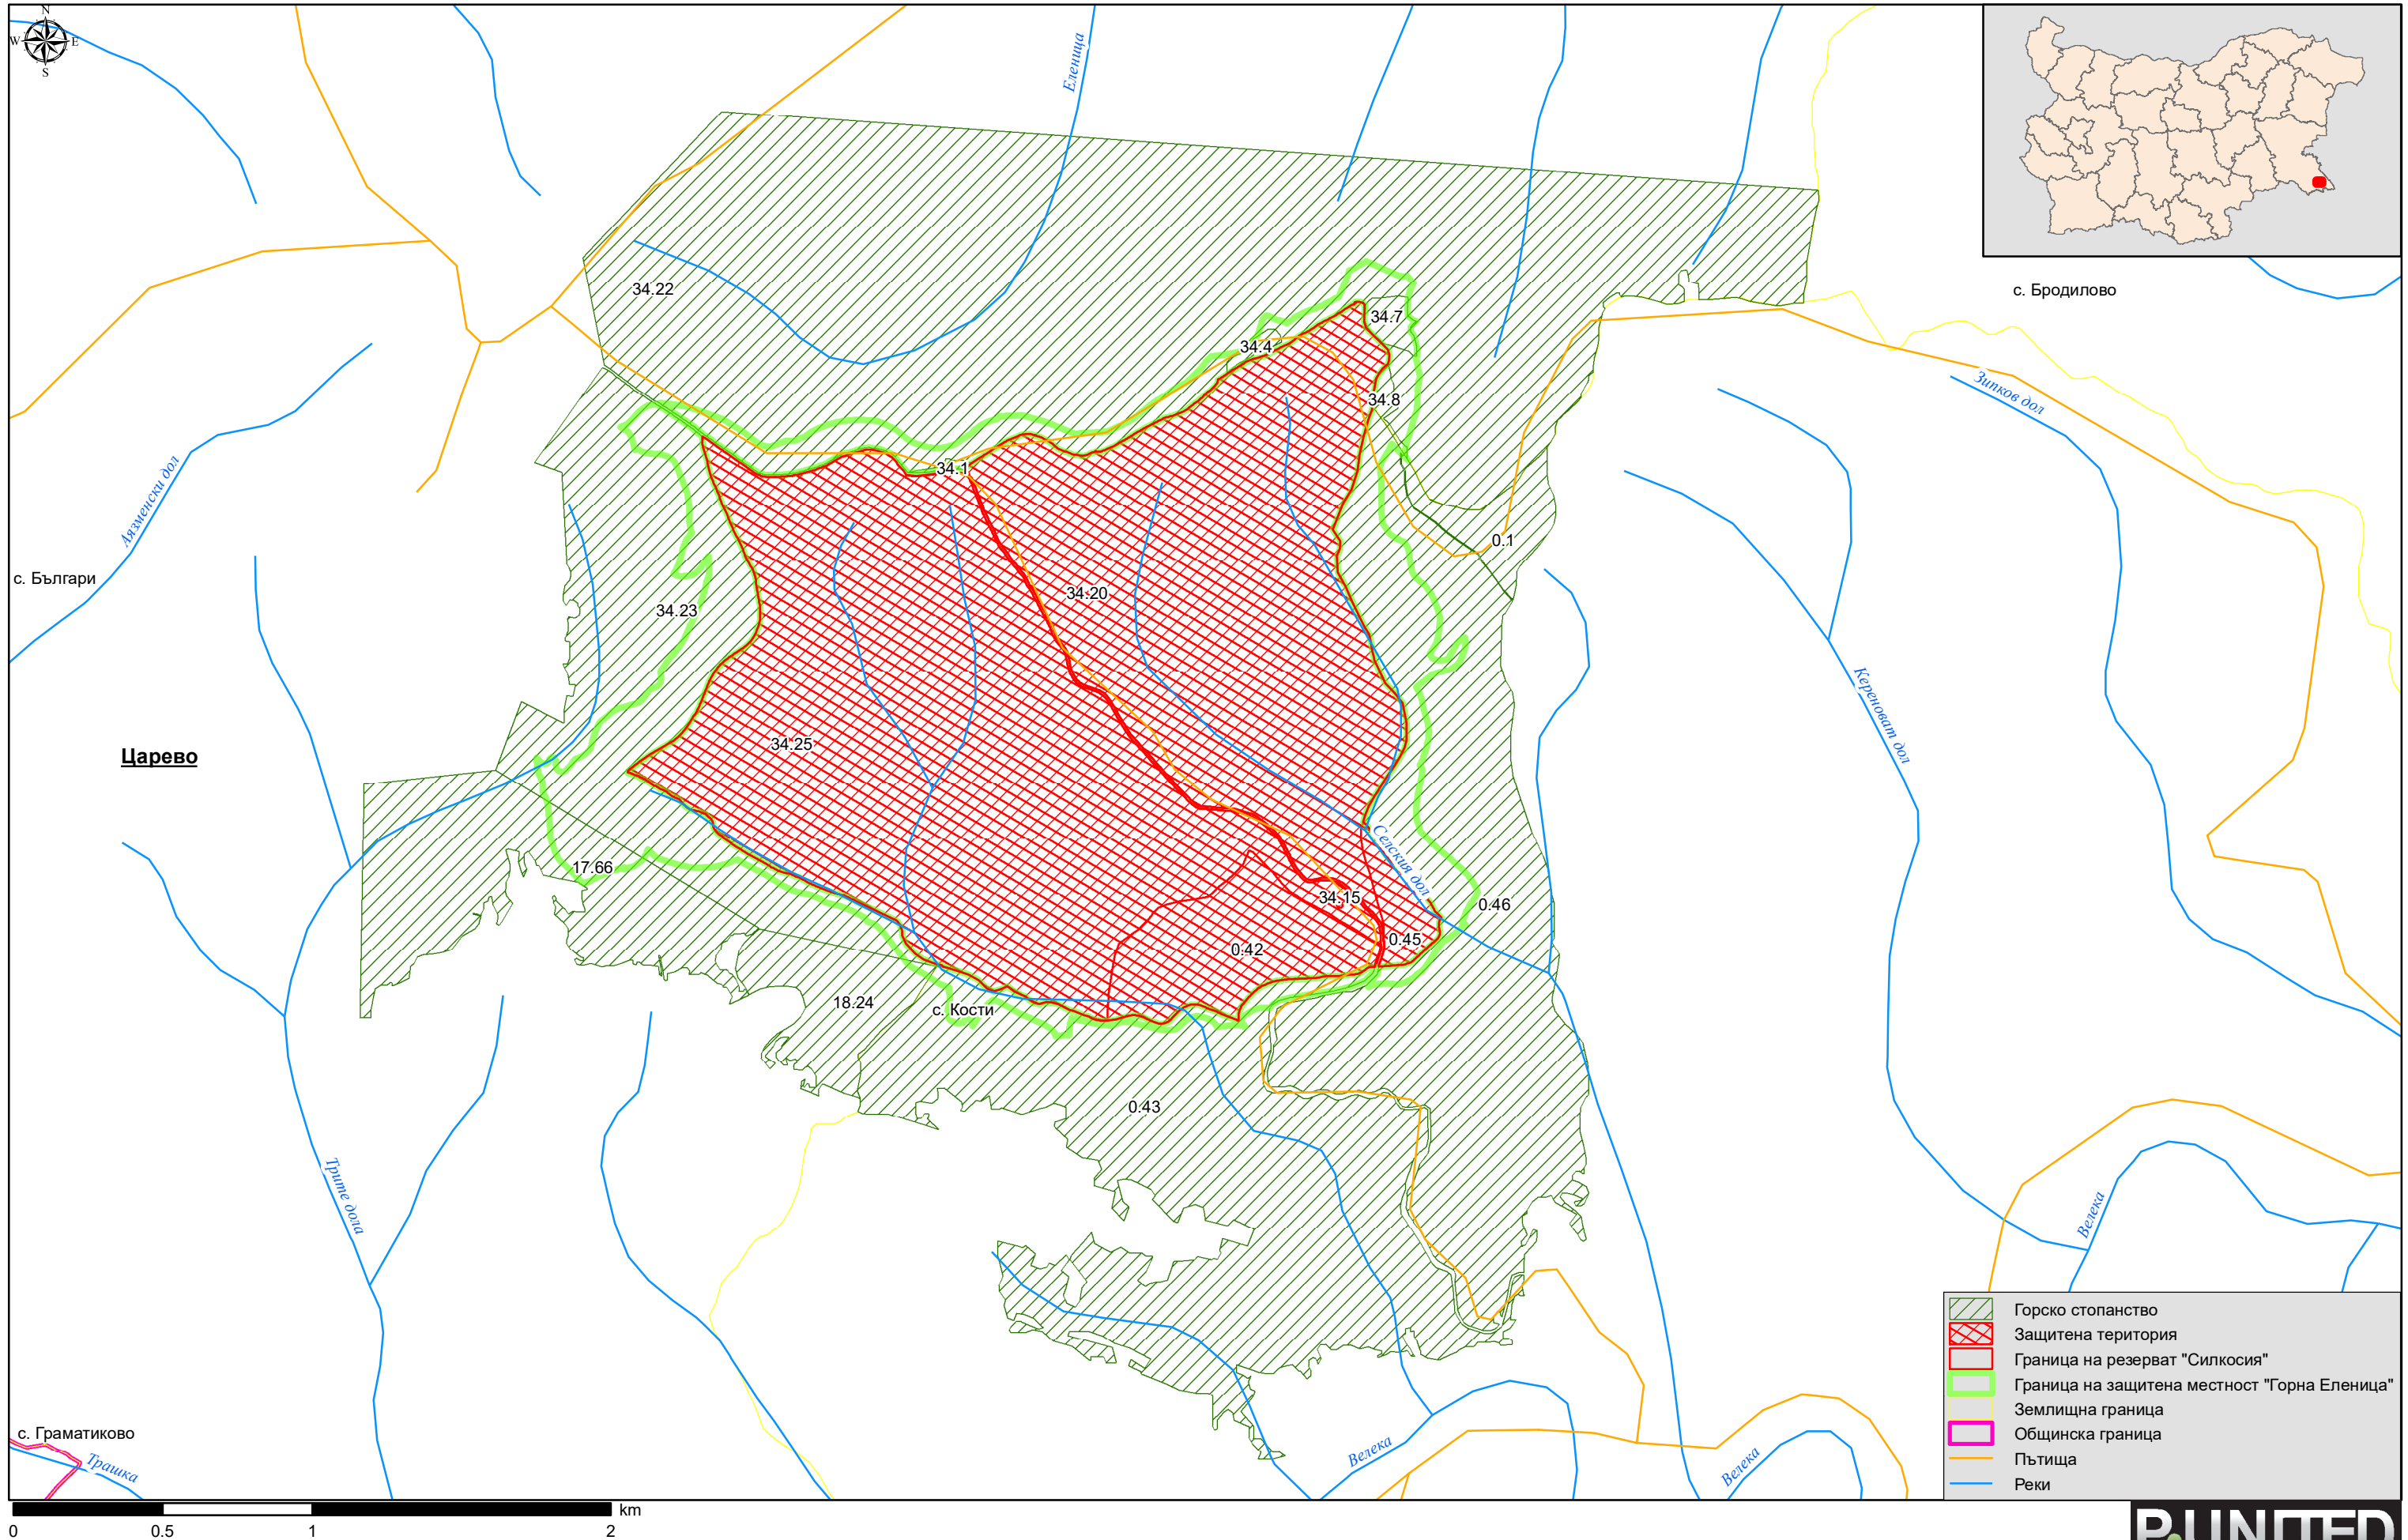 N
W E
S
Еленица
с. Бродилово
34.22
34.7
34.4
34.8
Зипков дол
34.1
Аязменски дол
0.1
с. Българи
34.20
34.23
Кереноват дол
34.25
Царево
Селския дол
17.66
34.15
0.46
0.45
0.42
18.24
с. Кости
0.43
Трите дола
Велека
Горско стопанство
Защитена територия
Граница на резерват "Силкосия"
Граница на защитена местност "Горна Еленица"
Землищна граница
Общинска граница
Пътища
Реки
с. Граматиково
Трашка
Велека
Велека
km
0 0.5 1 2
P.UNITED